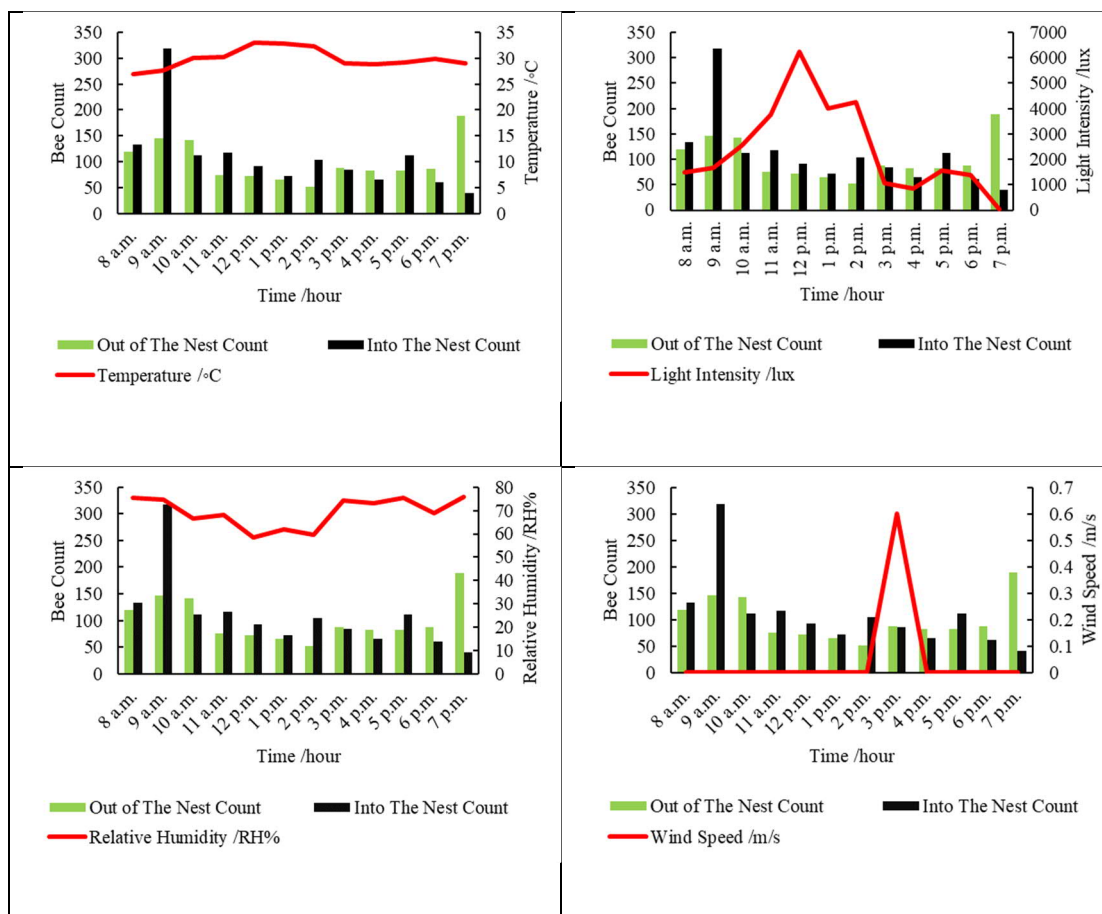 350
300
250
200
150
100
50
0
Bee Count
35
30
25
20
15
10
5
0
Temperature /◦C
8 a.m.
9 a.m.
10 a.m.
11 a.m.
12 p.m.
1 p.m.
2 p.m.
3 p.m.
4 p.m.
5 p.m.
6 p.m.
7 p.m.
Time /hour
Out of The Nest Count
Into The Nest Count
Temperature /◦C
350
300
250
200
150
100
50
0
Bee Count
7000
6000
5000
4000
3000
2000
1000
0
Light Intensity /lux
8 a.m.
9 a.m.
10 a.m.
11 a.m.
12 p.m.
1 p.m.
2 p.m.
3 p.m.
4 p.m.
5 p.m.
6 p.m.
7 p.m.
Time /hour
Out of The Nest Count
Into The Nest Count
Light Intensity /lux
350
300
250
200
150
100
50
0
Bee Count
80
70
60
50
40
30
20
10
0
Relative Humidity /RH%
8 a.m.
9 a.m.
10 a.m.
11 a.m.
12 p.m.
1 p.m.
2 p.m.
3 p.m.
4 p.m.
5 p.m.
6 p.m.
7 p.m.
Time /hour
Out of The Nest Count
Into The Nest Count
Relative Humidity /RH%
350
300
250
200
150
100
50
0
Bee Count
0.7
0.6
0.5
0.4
0.3
0.2
0.1
0
Wind Speed /m/s
8 a.m.
9 a.m.
10 a.m.
11 a.m.
12 p.m.
1 p.m.
2 p.m.
3 p.m.
4 p.m.
5 p.m.
6 p.m.
7 p.m.
Time /hour
Out of The Nest Count
Into The Nest Count
Wind Speed /m/s